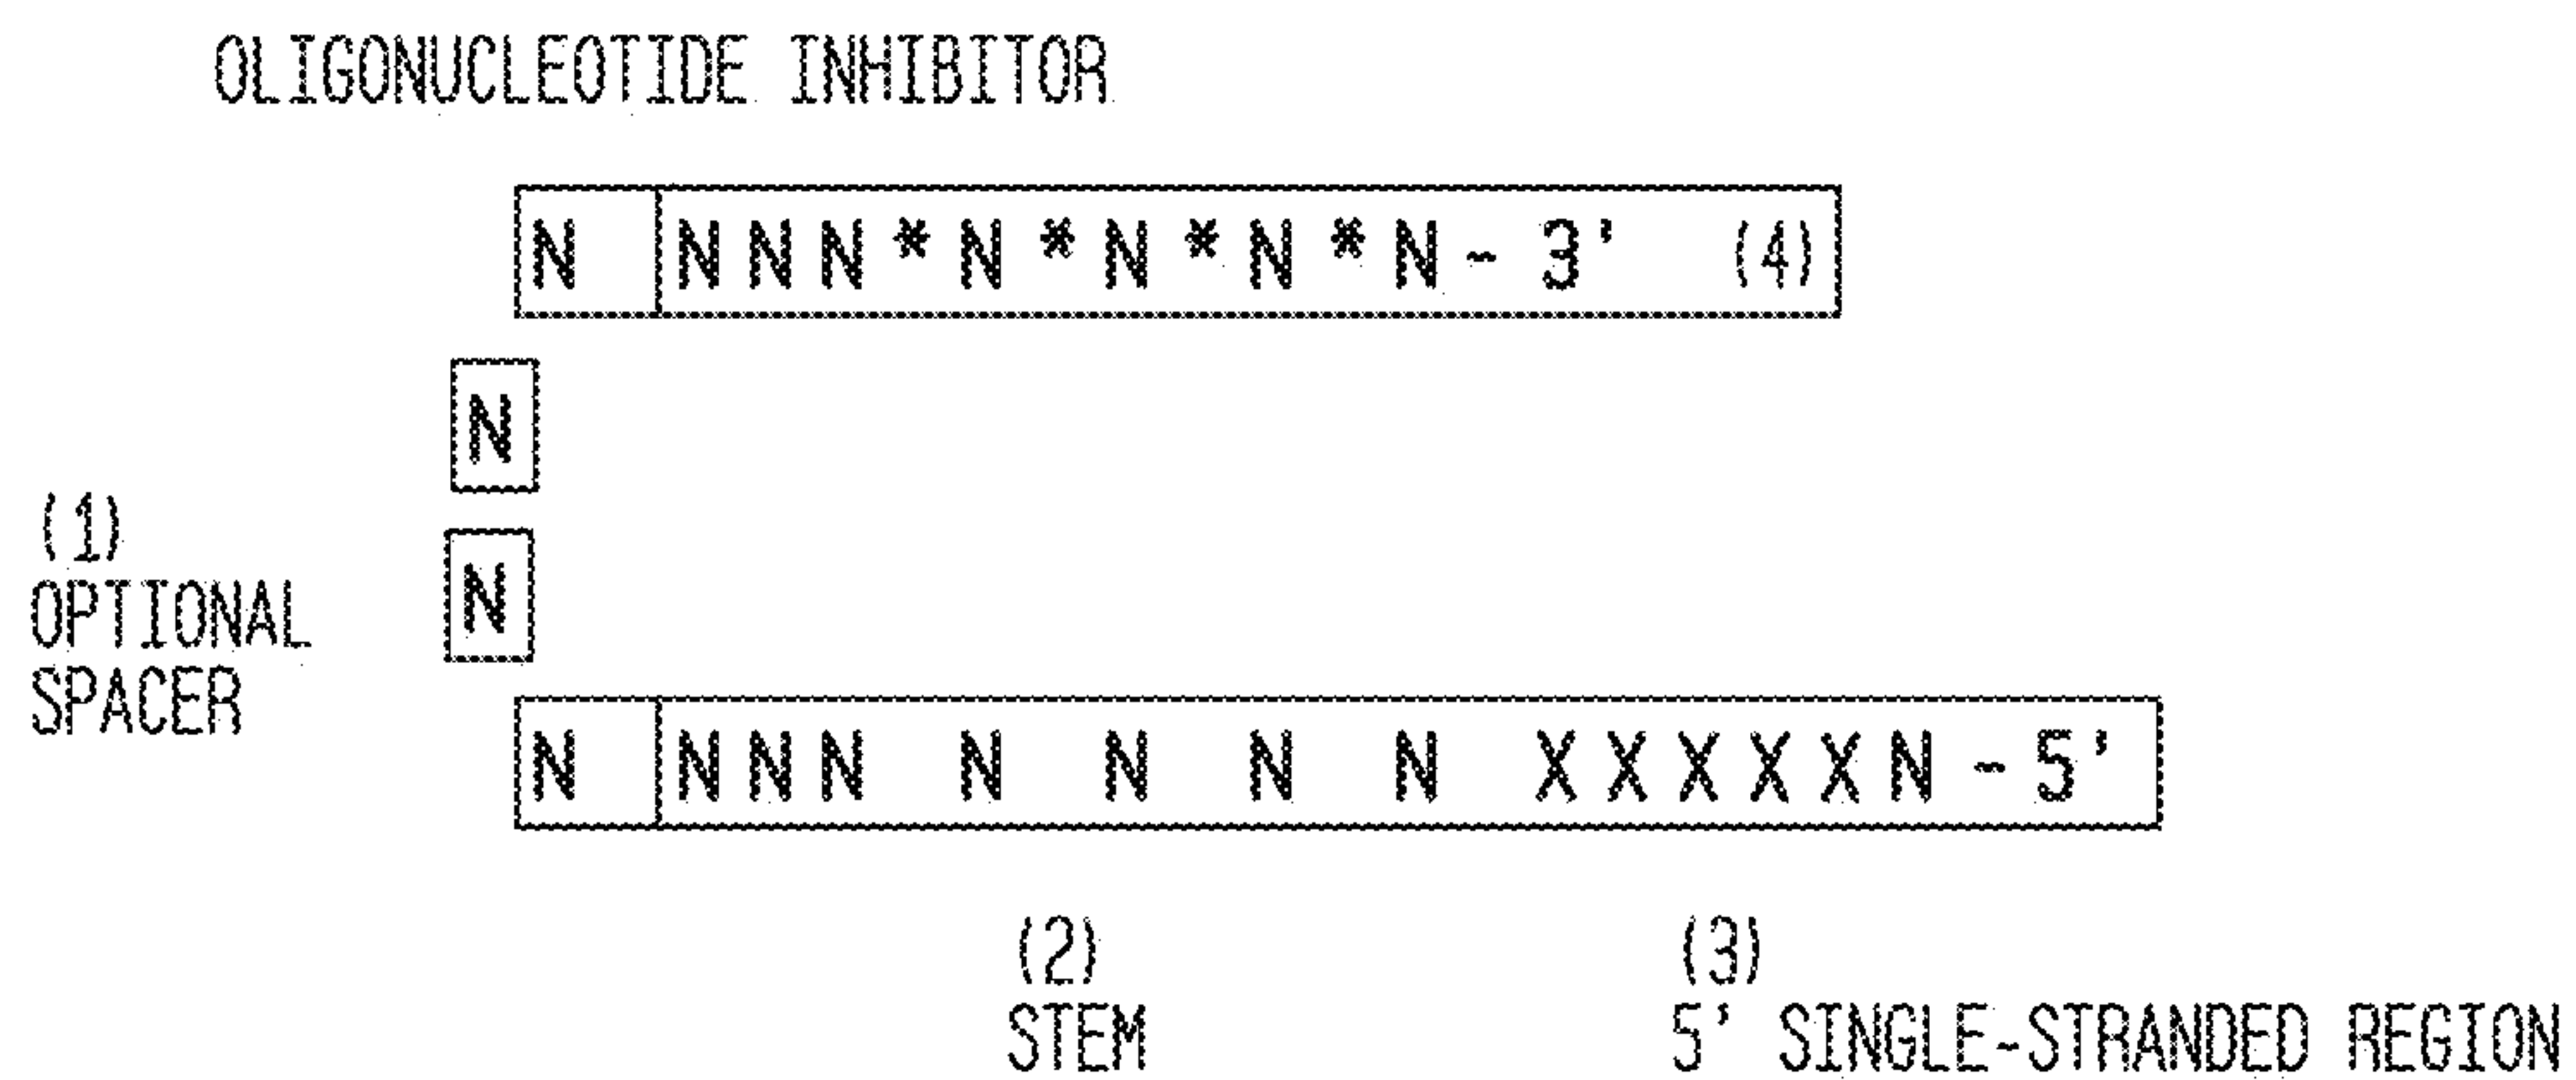 OLIGONUCLEOTIDE INHIBITOR
N NNN*N*N*N*N-3' (4)
N
(1)
N
OPTIONAL
SPACER
N NNN N N N N XXXXXN-5'
(2)
STEM
(3)
5' SINGLE-STRANDED REGION